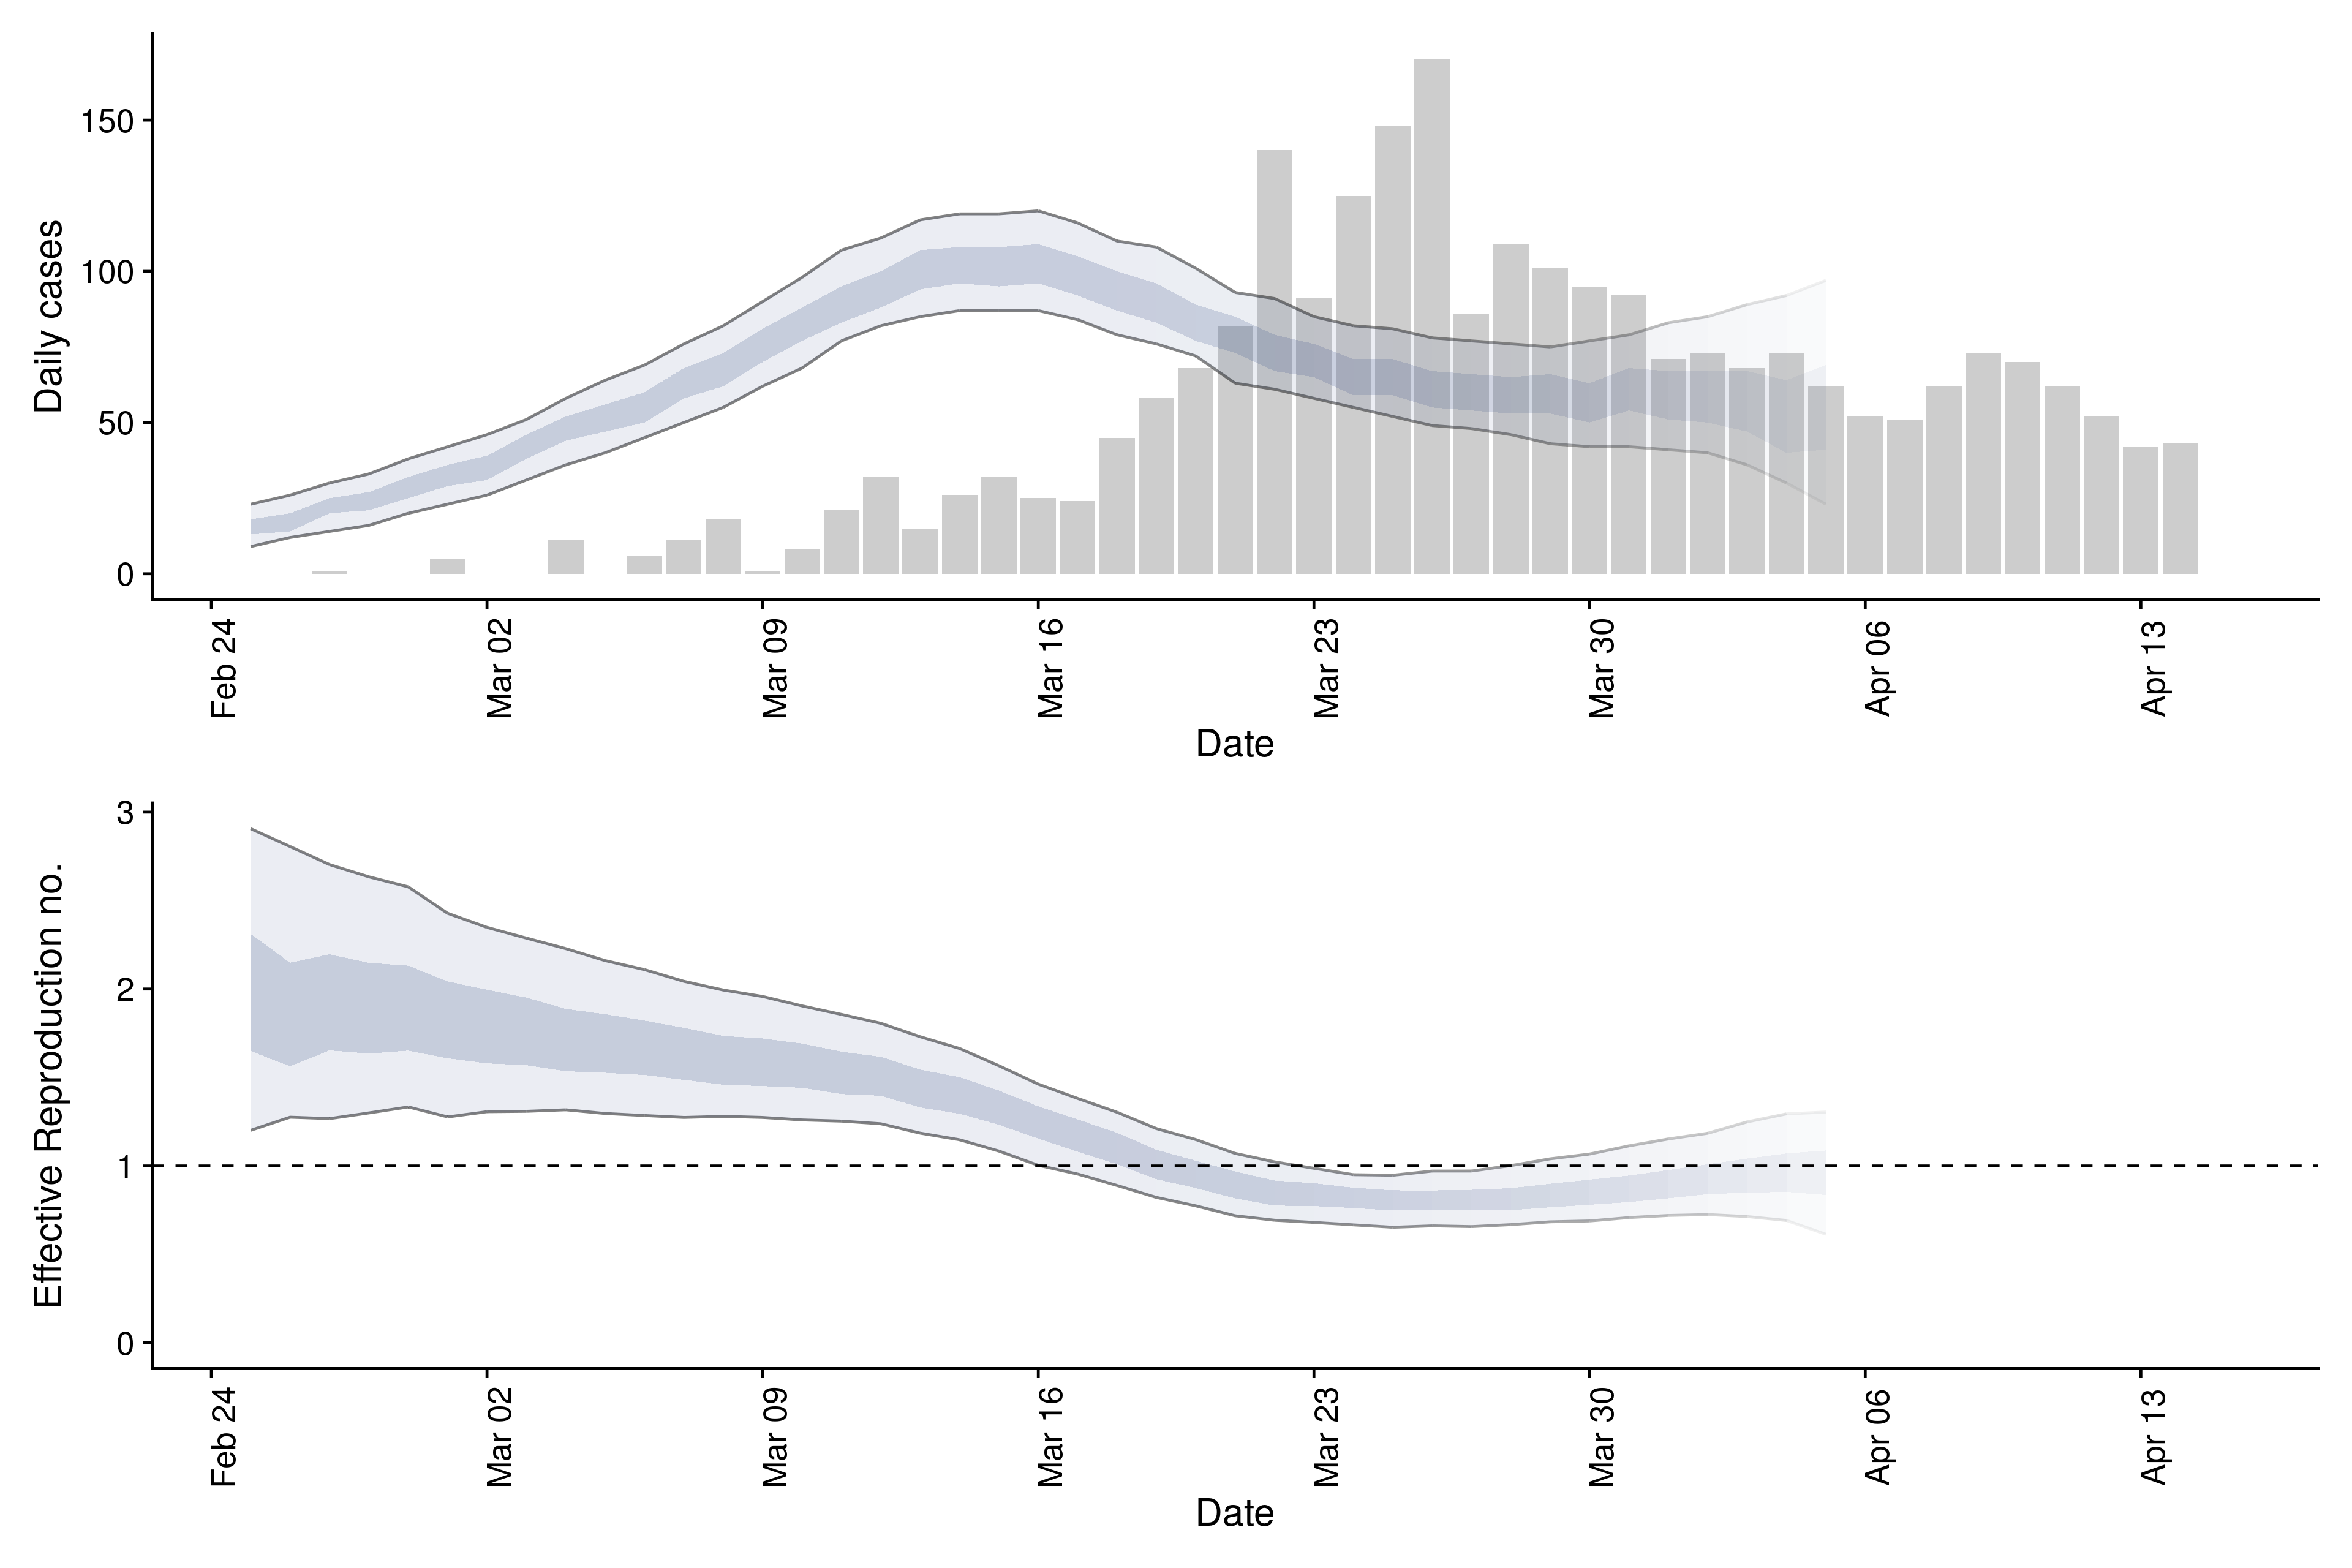 Daily cases
150
100
50
0
Feb 24
Mar 02
Mar 09
Mar 16
Mar 23
Mar 30
Apr 06
Apr 13
Date
Effective Reproduction no.
3
2
1
0
Feb 24
Mar 02
Mar 09
Mar 16
Mar 23
Mar 30
Apr 06
Apr 13
Date